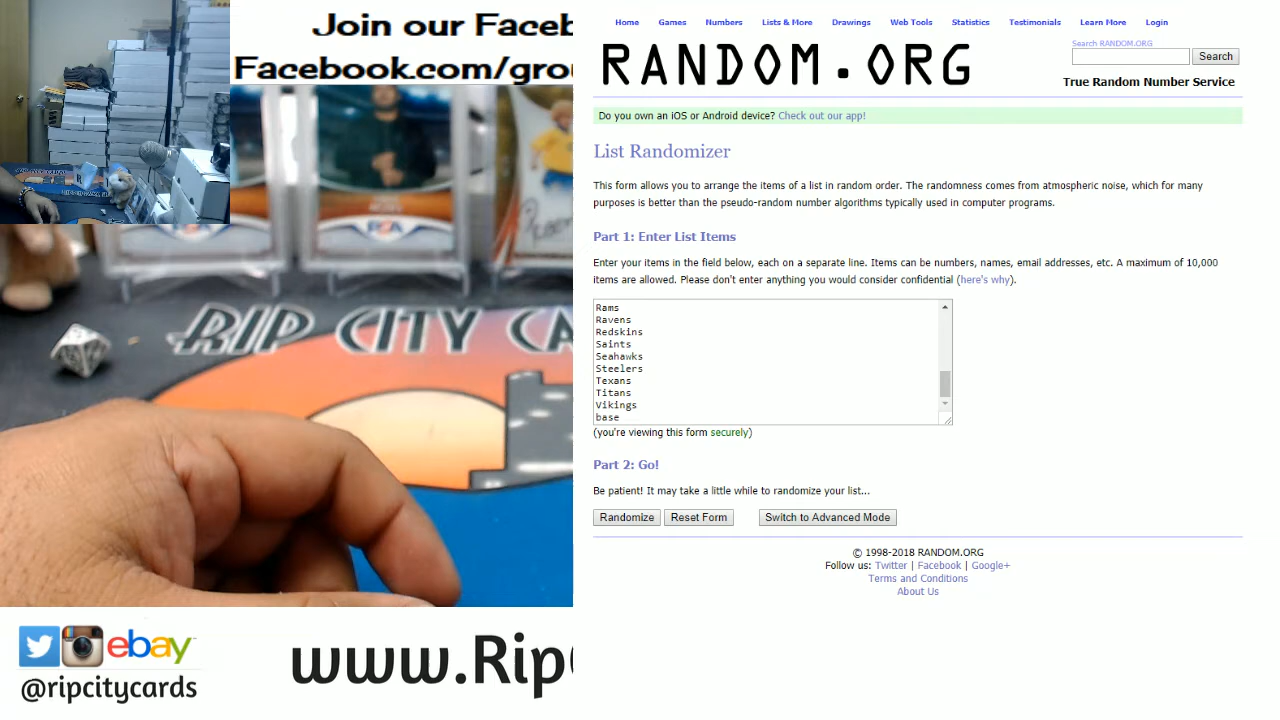 Join our Faceb
Facebook.com/grou
RIP CITY CA
@ripcitycards
ebay
www.Rip
Home Games Numbers Lists & More Drawings Web Tools Statistics Testimonials Learn More Login
RANDOM.ORG
Search RANDOM.ORG
Search
True Random Number Service
Do you own an iOS or Android device? Check out our app!
List Randomizer
This form allows you to arrange the items of a list in random order. The randomness comes from atmospheric noise, which for many
purposes is better than the pseudo-random number algorithms typically used in computer programs.
Part 1: Enter List Items
Enter your items in the field below, each on a separate line. Items can be numbers, names, email addresses, etc. A maximum of 10,000
items are allowed. Please don't enter anything you would consider confidential (here's why).
Rams
Ravens
Redskins
Saints
Seahawks
Steelers
Texans
Titans
Vikings
base
(you're viewing this form securely)
Part 2: Go!
Be patient! It may take a little while to randomize your list...
Randomize Reset Form Switch to Advanced Mode
© 1998-2018 RANDOM.ORG
Follow us: Twitter | Facebook | Google+
Terms and Conditions
About Us